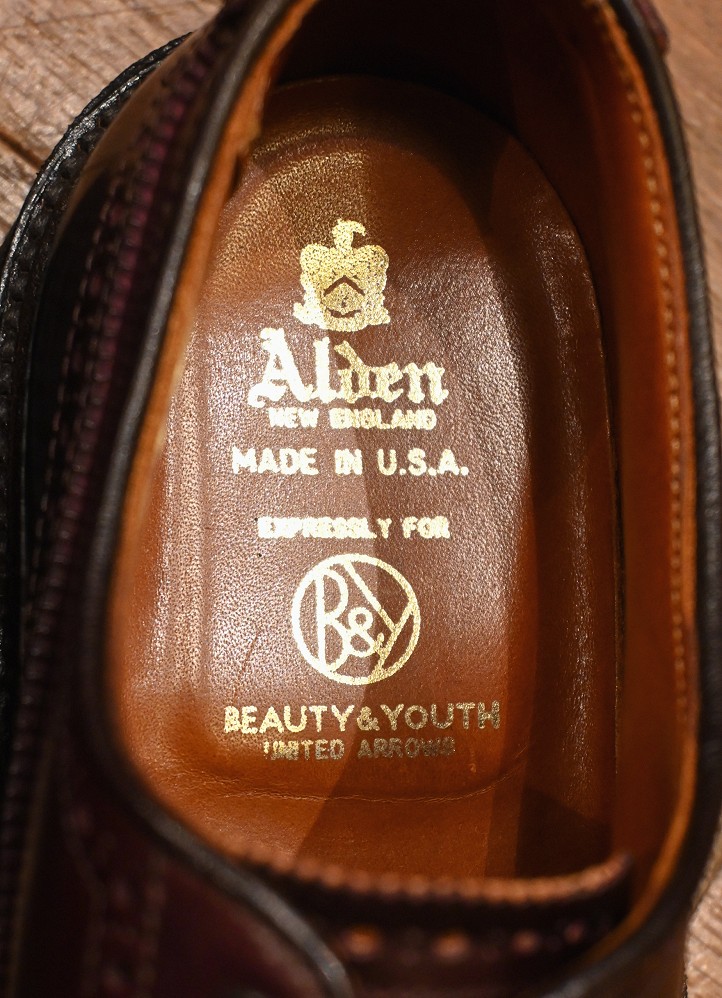 Alden
NEW ENGLAND
MADE IN U.S.A.
EXPRESSLY FOR
B&Y
BEAUTY&YOUTH
UNITED ARROWS